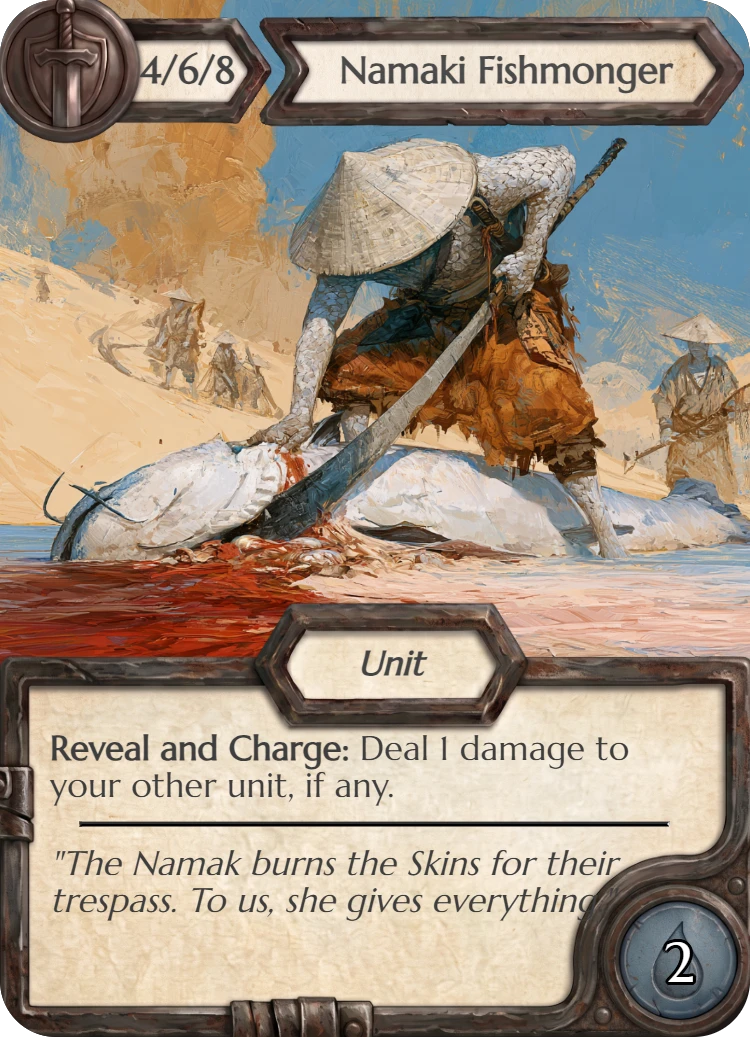 4/6/8
Namaki Fishmonger
Unit
Reveal and Charge: Deal 1 damage to
your other unit, if any.
"The Namak burns the Skins for their
trespass. To us, she gives everything."
2